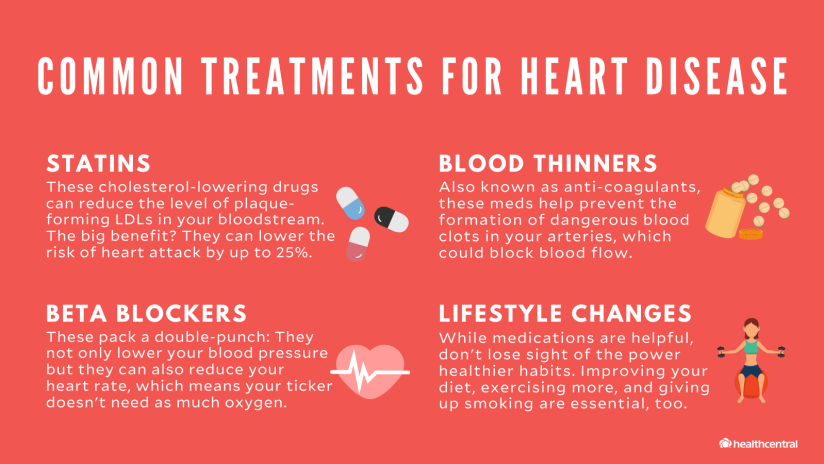 COMMON TREATMENTS FOR HEART DISEASE
STATINS
These cholesterol-lowering drugs
can reduce the level of plaque-
forming LDLs in your bloodstream.
The big benefit? They can lower the
risk of heart attack by up to 25%.
BLOOD THINNERS
Also known as anti-coagulants,
these meds help prevent the
formation of dangerous blood
clots in your arteries, which
could block blood flow.
BETA BLOCKERS
These pack a double-punch: They
not only lower your blood pressure
but they can also reduce your
heart rate, which means your ticker
doesn't need as much oxygen.
LIFESTYLE CHANGES
While medications are helpful,
don't lose sight of the power
healthier habits. Improving your
diet, exercising more, and giving
up smoking are essential, too.
healthcentral